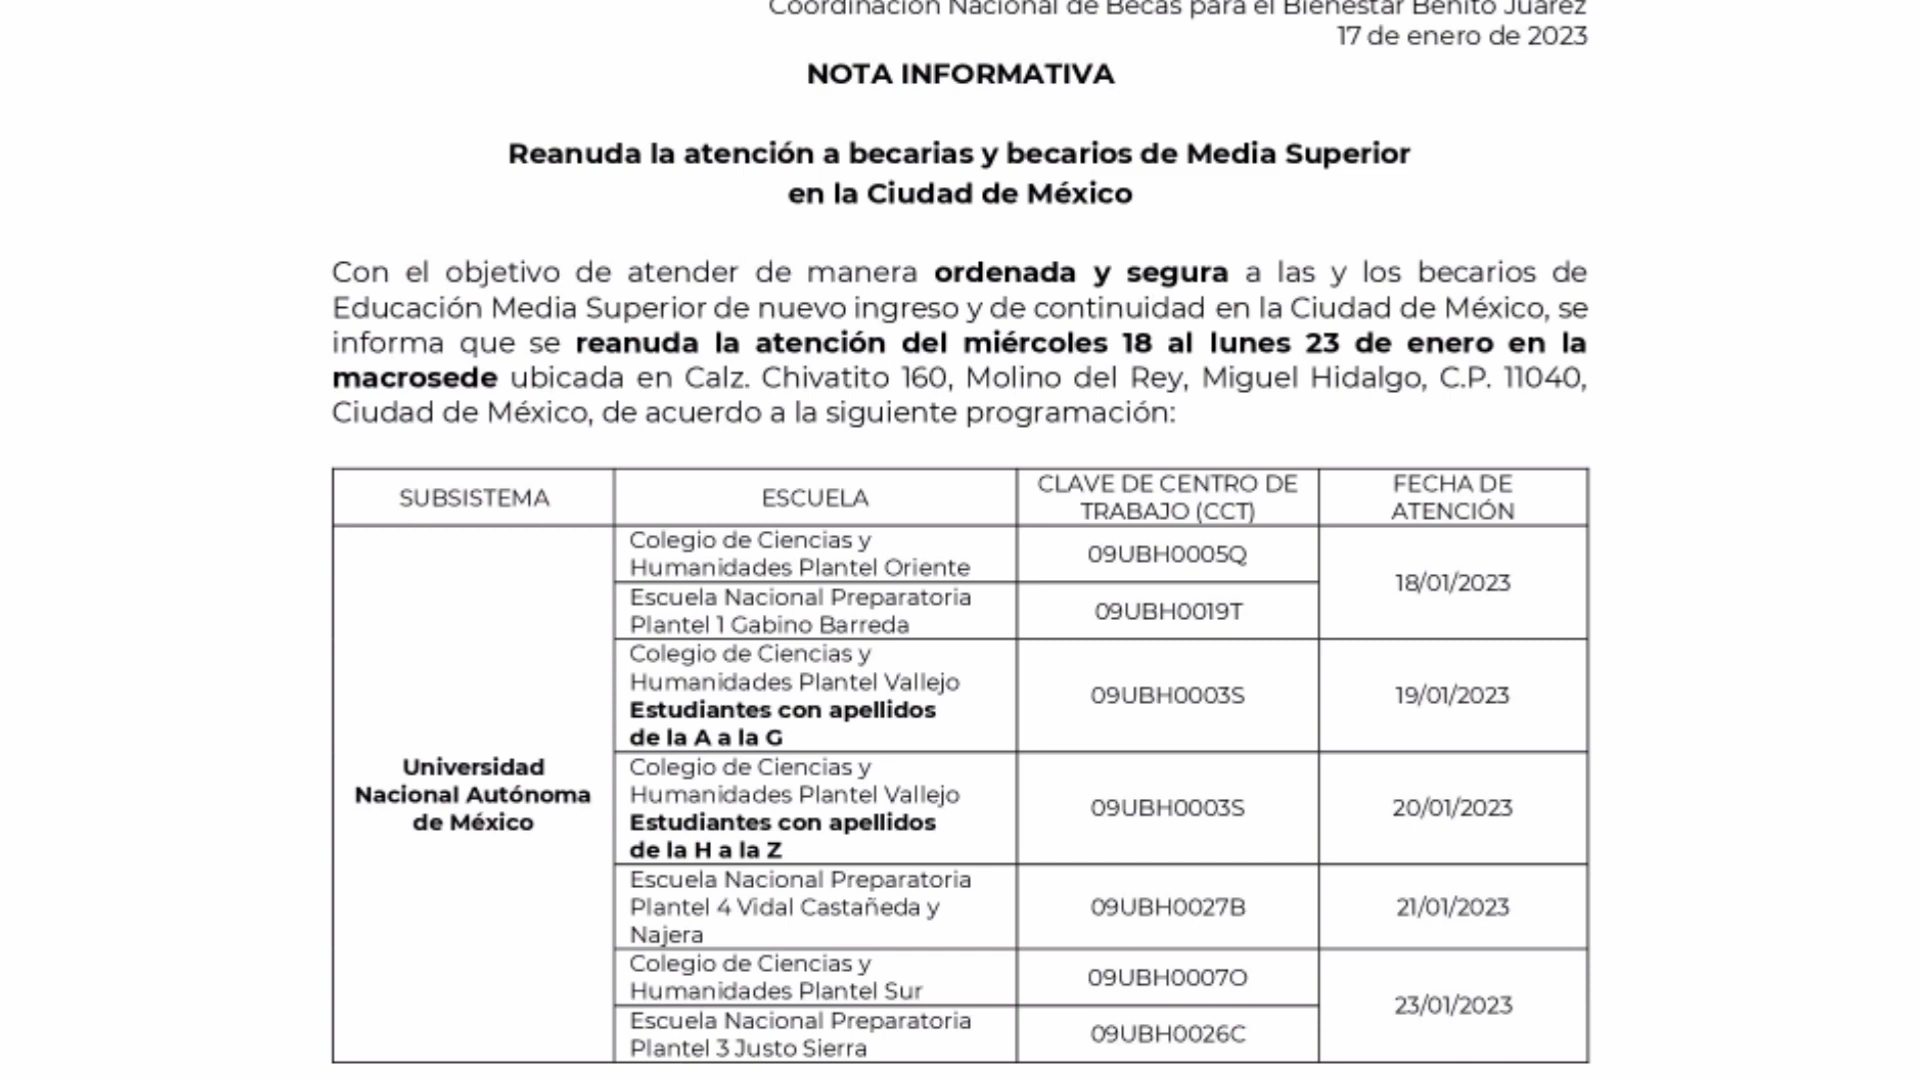 Coordinación Nacional de Becas para el Bienestar Benito Juárez
17 de enero de 2023
NOTA INFORMATIVA
Reanuda la atención a becarias y becarios de Media Superior
en la Ciudad de México
Con el objetivo de atender de manera ordenada y segura a las y los becarios de
Educación Media Superior de nuevo ingreso y de continuidad en la Ciudad de México, se
informa que se reanuda la atención del miércoles 18 al lunes 23 de enero en la
macrosede ubicada en Calz. Chivatito 160, Molino del Rey, Miguel Hidalgo, C.P. 11040,
Ciudad de México, de acuerdo a la siguiente programación:
SUBSISTEMA
ESCUELA
CLAVE DE CENTRO DE
TRABAJO (CCT)
FECHA DE
ATENCIÓN
Universidad
Nacional Autónoma
de México
Colegio de Ciencias y
Humanidades Plantel Oriente
09UBH0005Q
18/01/2023
Escuela Nacional Preparatoria
Plantel 1 Gabino Barreda
09UBH0019T
Colegio de Ciencias y
Humanidades Plantel Vallejo
Estudiantes con apellidos
de la A a la G
09UBH0003S
19/01/2023
Colegio de Ciencias y
Humanidades Plantel Vallejo
Estudiantes con apellidos
de la H a la Z
09UBH0003S
20/01/2023
Escuela Nacional Preparatoria
Plantel 4 Vidal Castañeda y
Najera
09UBH0027B
21/01/2023
Colegio de Ciencias y
Humanidades Plantel Sur
09UBH0007O
23/01/2023
Escuela Nacional Preparatoria
Plantel 3 Justo Sierra
09UBH0026C